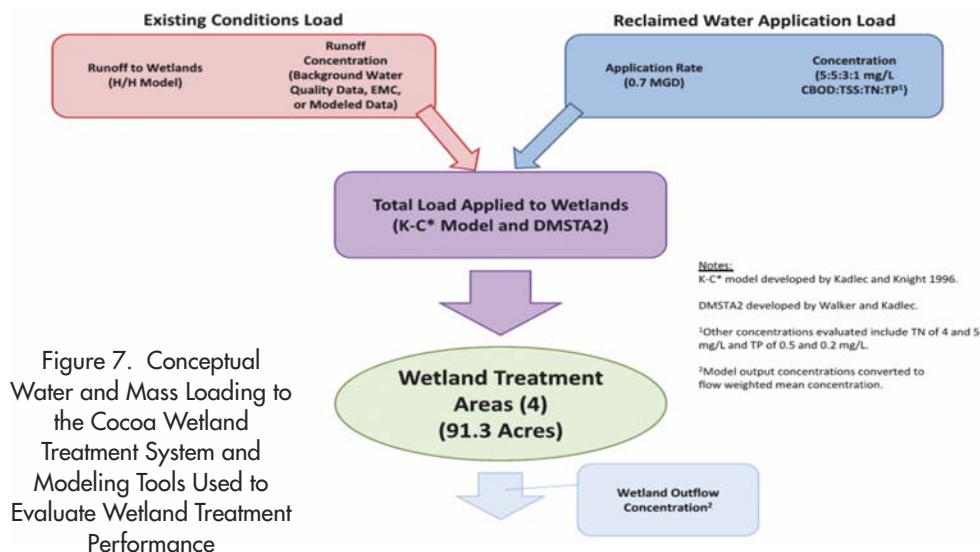 Existing Conditions Load
Runoff to Wetlands
(H/H Model)
Runoff
Concentration
(Background Water
Quality Data, EMC,
or Modeled Data)
Reclaimed Water Application Load
Application Rate
(0.7 MGD)
Concentration
(5:5:3:1 mg/L
CBOD:TSS:TN:TP¹)
Total Load Applied to Wetlands
(K-C* Model and DMSTA2)
Notes:
K-C* model developed by Kadlec and Knight 1996.
DMSTA2 developed by Walker and Kadlec.
¹Other concentrations evaluated include TN of 4 and 5
mg/L and TP of 0.5 and 0.2 mg/L.
²Model output concentrations converted to
flow weighted mean concentration.
Wetland Treatment
Areas (4)
(91.3 Acres)
Wetland Outflow
Concentration²
Figure 7. Conceptual
Water and Mass Loading to
the Cocoa Wetland
Treatment System and
Modeling Tools Used to
Evaluate Wetland Treatment
Performance